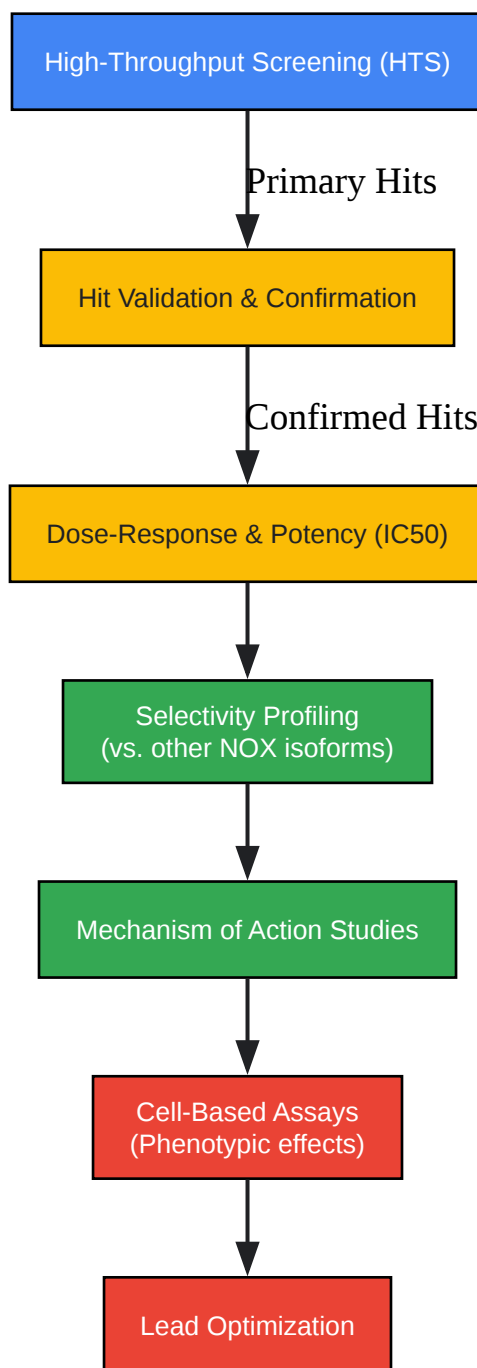 High-Throughput Screening (HTS)
Primary Hits
Hit Validation & Confirmation
Confirmed Hits
Dose-Response & Potency (IC50)
Selectivity Profiling
(vs. other NOX isoforms)
Mechanism of Action Studies
Cell-Based Assays
(Phenotypic effects)
Lead Optimization